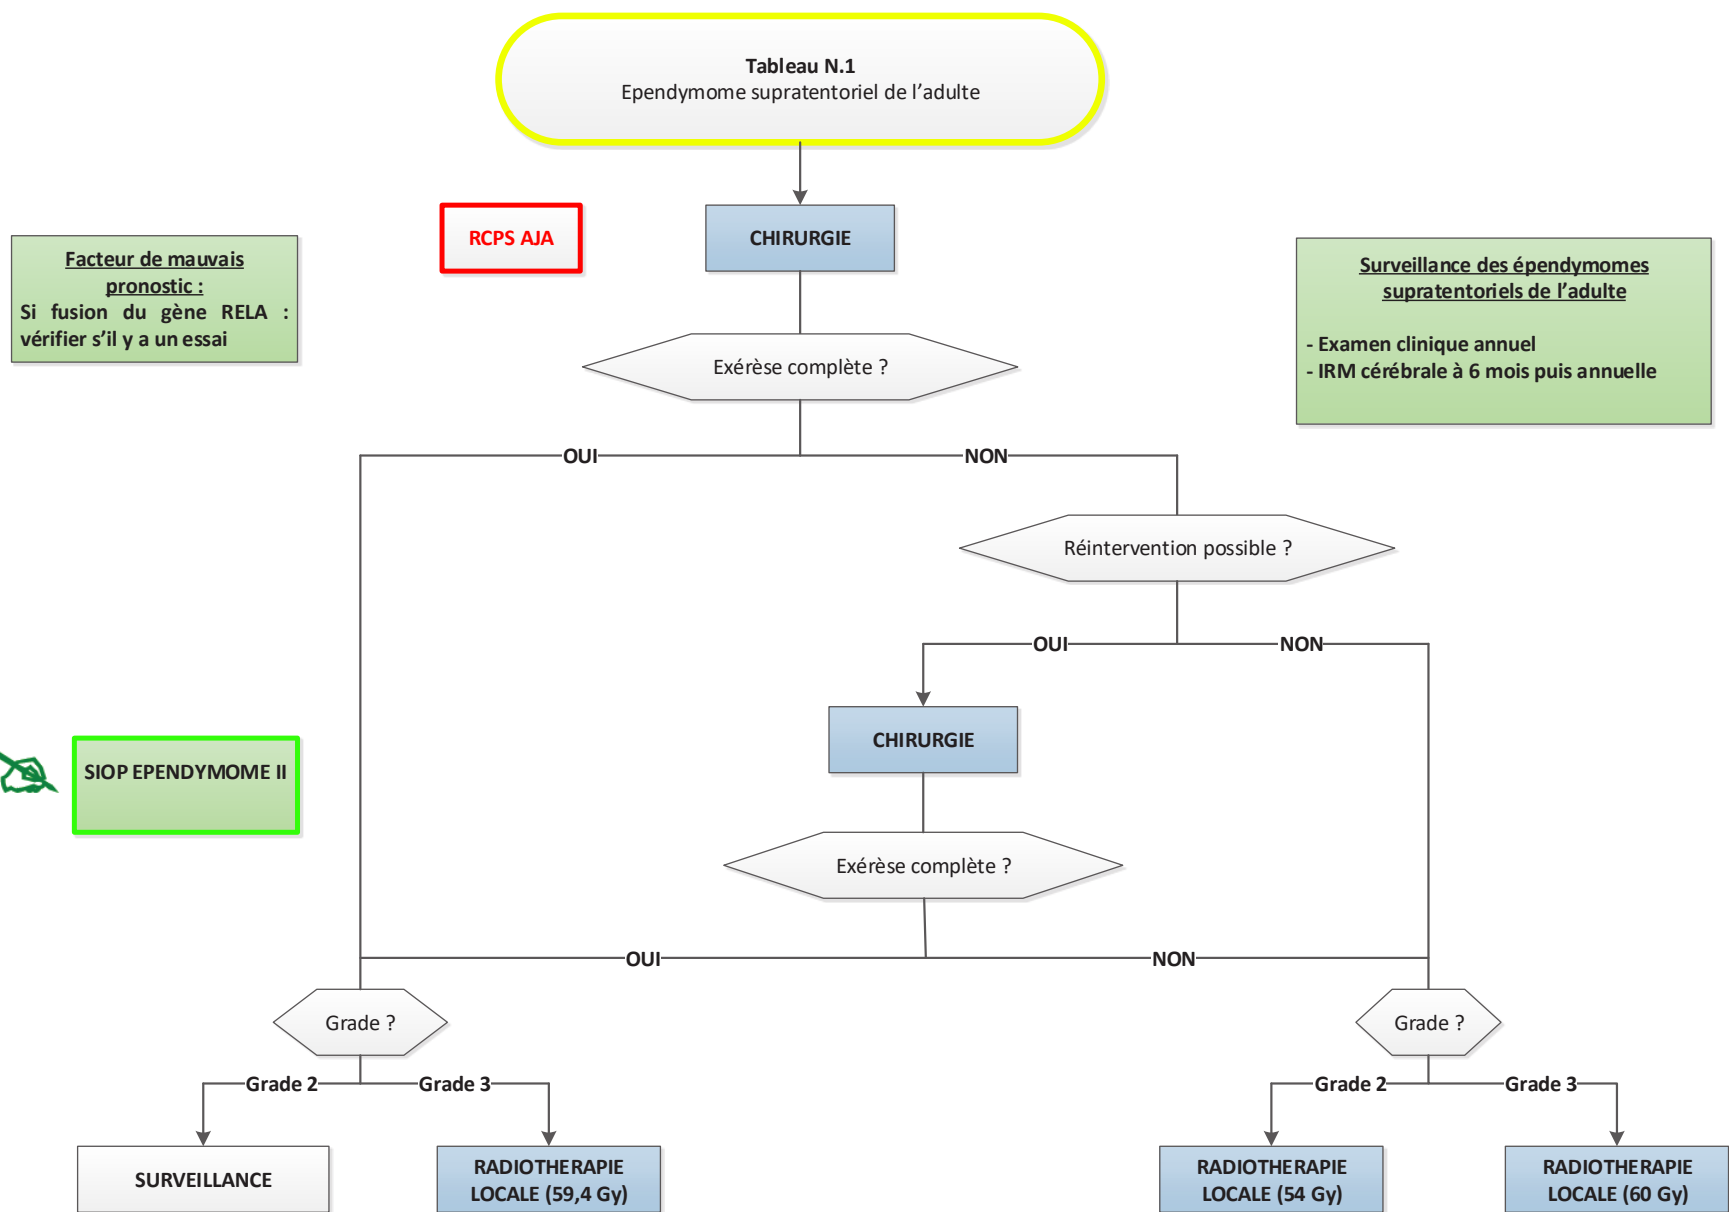 Tableau N.1
Ependymome supratentoriel de l’adulte
RCPS AJA
CHIRURGIE
Facteur de mauvais
pronostic :
Si fusion du gène RELA :
vérifier s’il y a un essai
Surveillance des épendymomes
supratentoriels de l’adulte
- Examen clinique annuel
- IRM cérébrale à 6 mois puis annuelle
Exérèse complète ?
OUI
NON
Réintervention possible ?
OUI
NON
CHIRURGIE
SIOP EPENDYMOME II
Exérèse complète ?
OUI
NON
Grade ?
Grade ?
Grade 2
Grade 3
Grade 2
Grade 3
SURVEILLANCE
RADIOTHERAPIE
LOCALE (59,4 Gy)
RADIOTHERAPIE
LOCALE (54 Gy)
RADIOTHERAPIE
LOCALE (60 Gy)